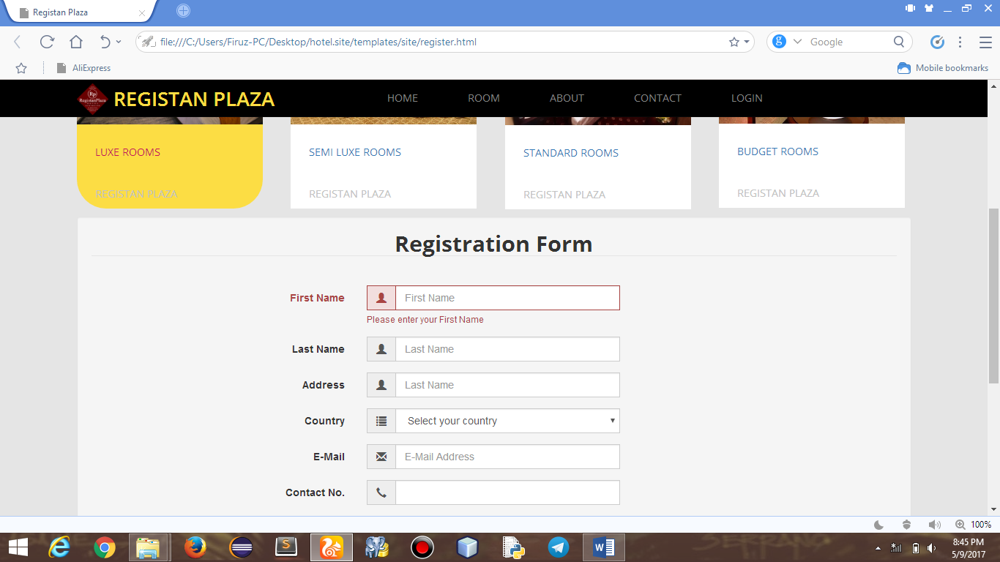 Registan Plaza
file:///C:/Users/Firuz-PC/Desktop/hotel.site/templates/site/register.html
Google
AliExpress
Mobile bookmarks
Rp
RegistanPlaza
REGISTAN PLAZA
HOME
ROOM
ABOUT
CONTACT
LOGIN
LUXE ROOMS
SEMI LUXE ROOMS
STANDARD ROOMS
BUDGET ROOMS
REGISTAN PLAZA
REGISTAN PLAZA
REGISTAN PLAZA
REGISTAN PLAZA
Registration Form
First Name
First Name
Please enter your First Name
Last Name
Last Name
Address
Last Name
Country
Select your country
E-Mail
E-Mail Address
Contact No.
100%
8:45 PM
5/9/2017